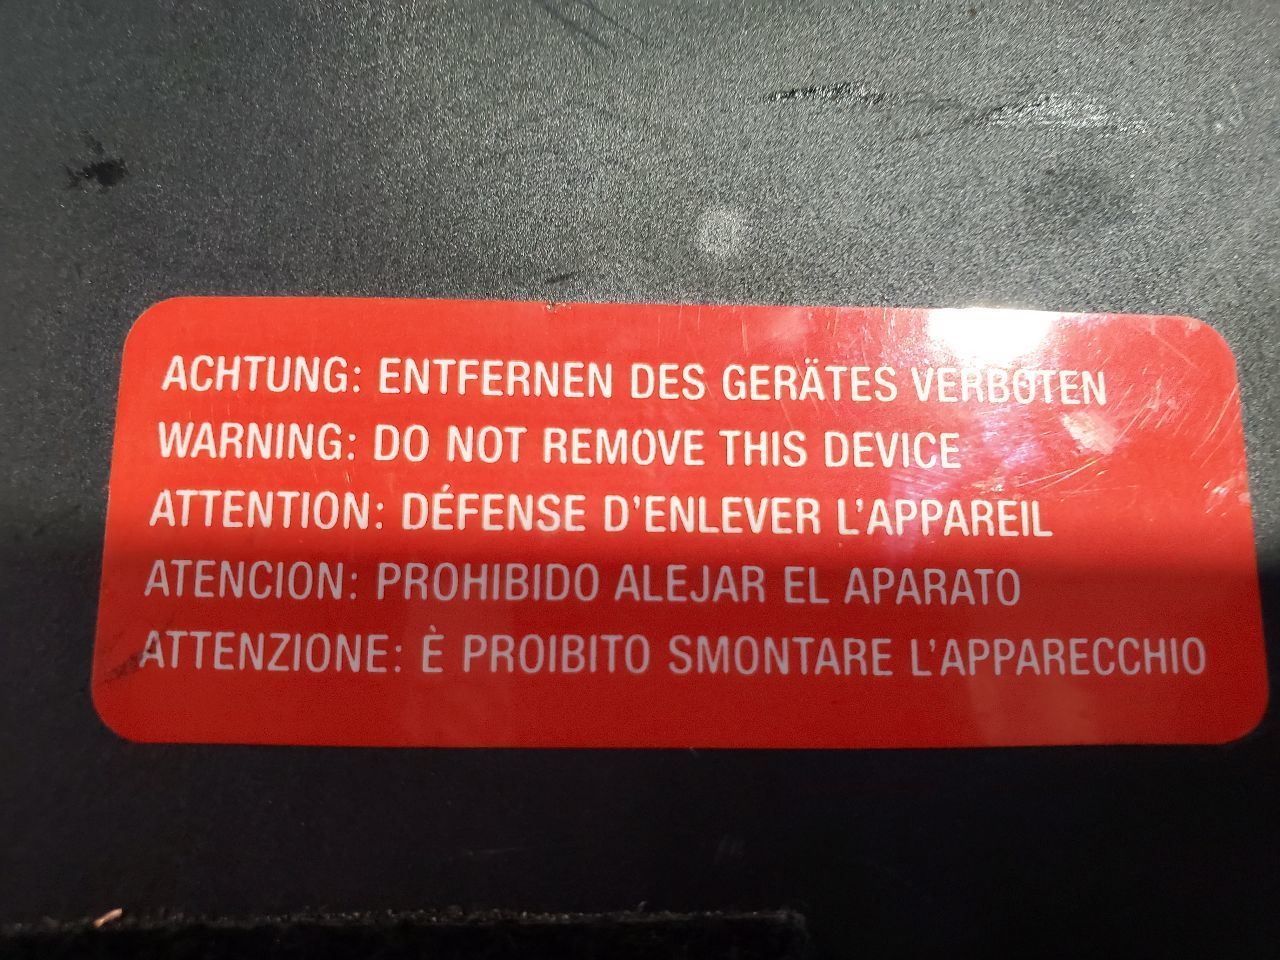 ACHTUNG: ENTFERNEN DES GERÄTES VERBOTEN
WARNING: DO NOT REMOVE THIS DEVICE
ATTENTION: DÉFENSE D'ENLEVER L'APPAREIL
ATENCION: PROHIBIDO ALEJAR EL APARATO
ATTENZIONE: È PROIBITO SMONTARE L'APPARECCHIO